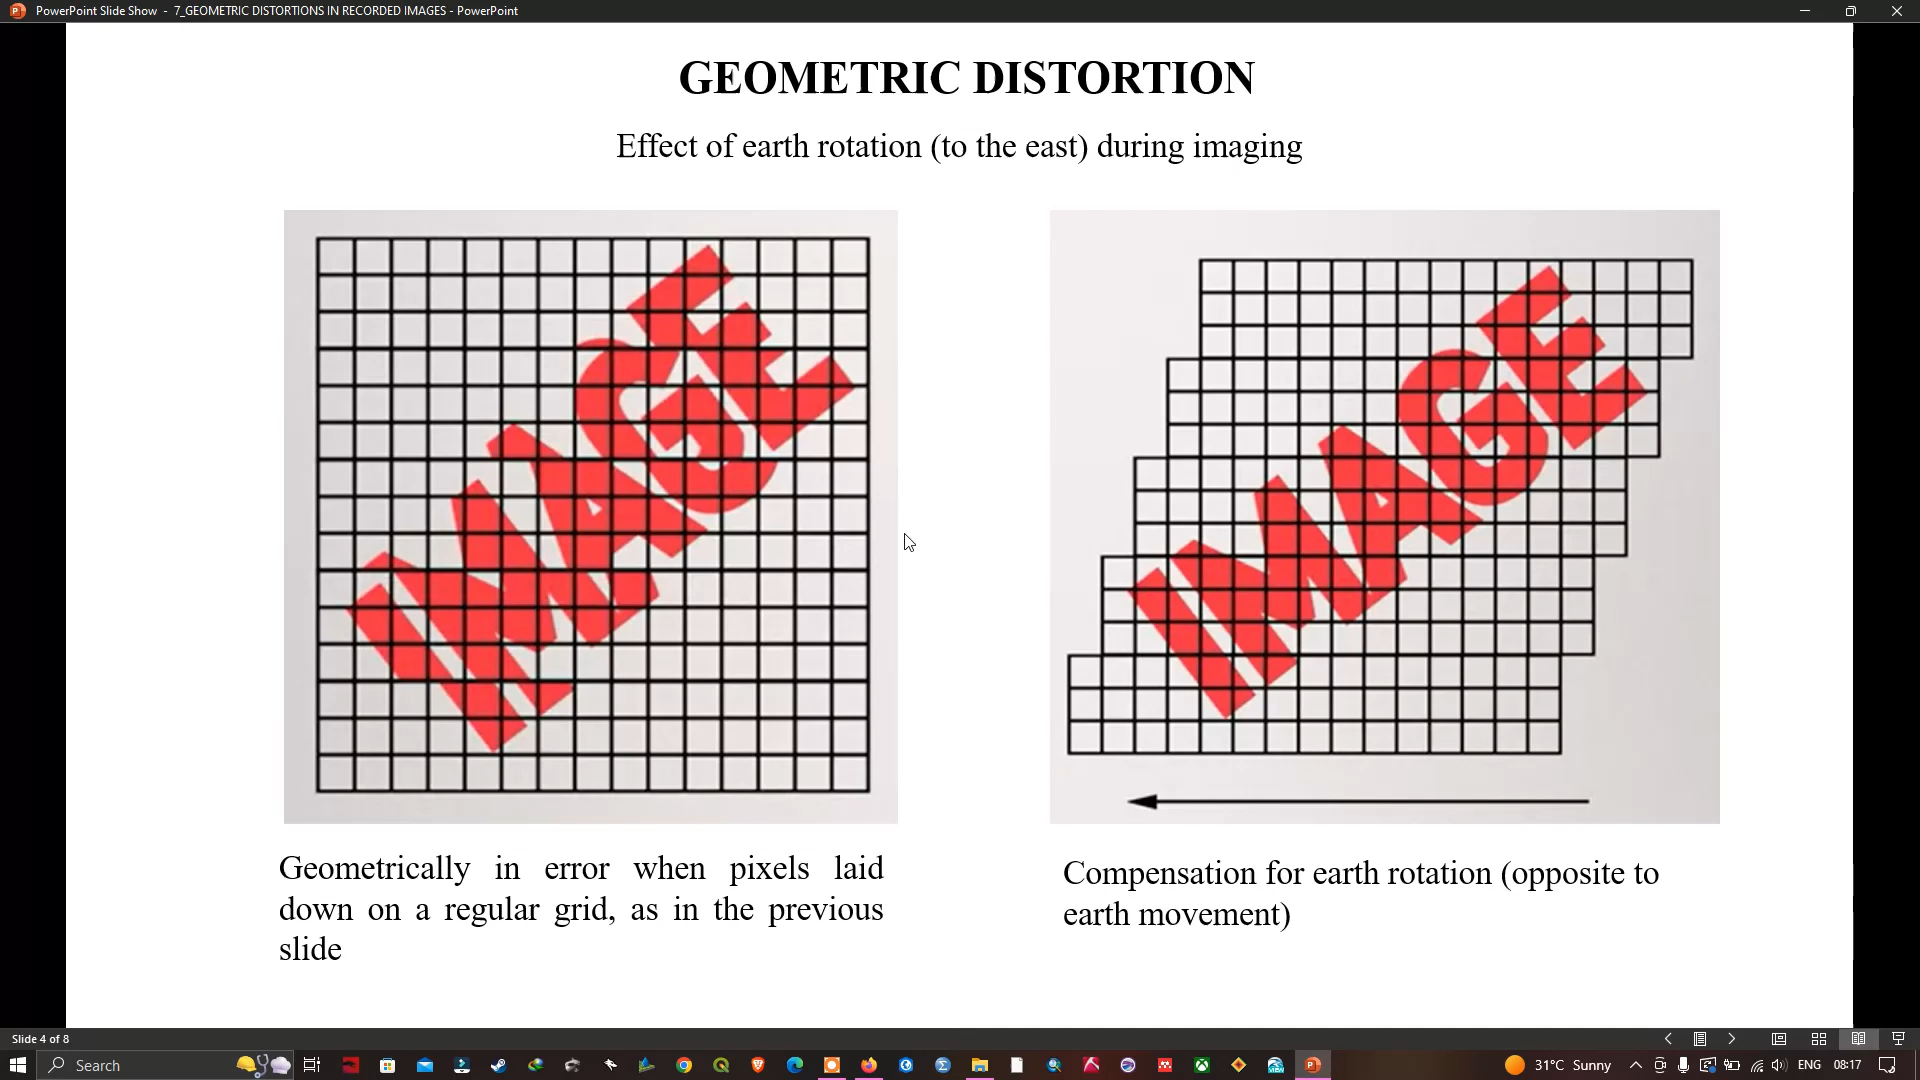 PowerPoint Slide Show - 7_GEOMETRIC DISTORTIONS IN RECORDED IMAGES - PowerPoint
GEOMETRIC DISTORTION
Effect of earth rotation (to the east) during imaging
IMAGE
IMAGE
Geometrically in error when pixels laid
down on a regular grid, as in the previous
slide
Compensation for earth rotation (opposite to
earth movement)
Slide 4 of 8
Search
31°C Sunny
ENG
08:17